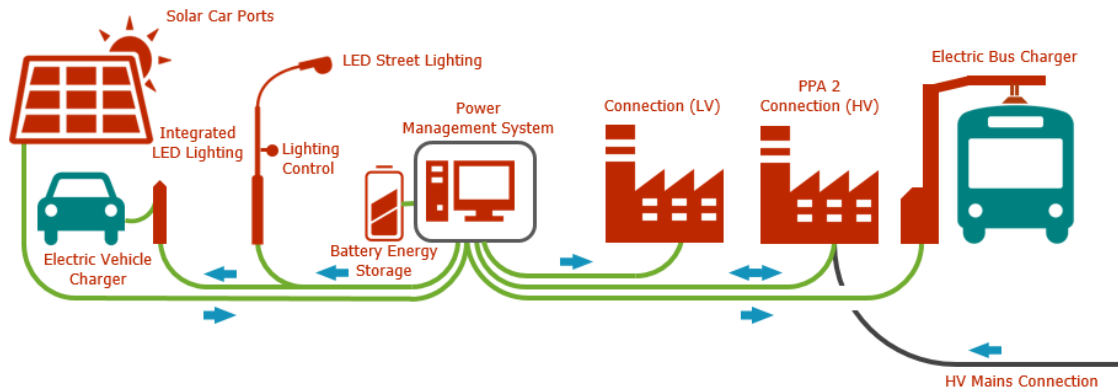 Solar Car Ports
LED Street Lighting
Integrated
LED Lighting
Lighting
Control
Power
Management System
Connection (LV)
PPA 2
Connection (HV)
Electric Bus Charger
Electric Vehicle
Charger
Battery Energy
Storage
HV Mains Connection